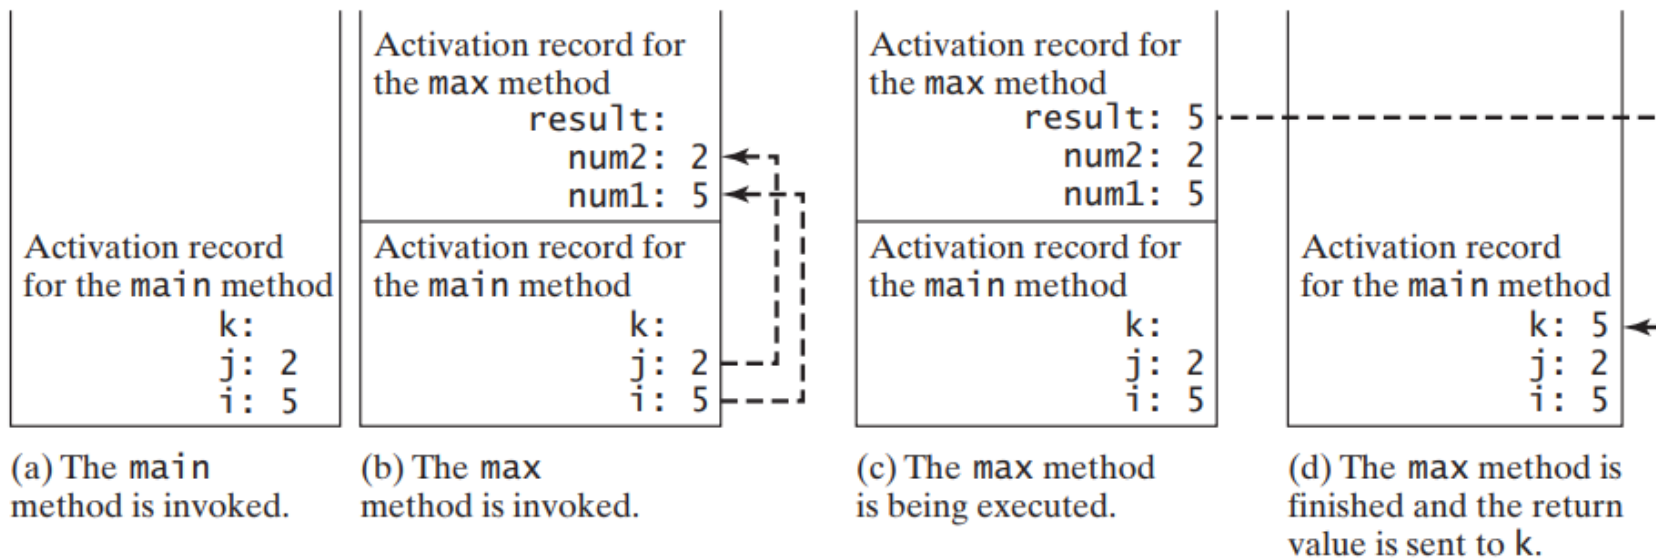 Activation record
for the main method
k:
j: 2
i: 5
(a) The main
method is invoked.
Activation record for
the max method
result:
num2: 2
num1: 5
Activation record for
the main method
k:
j: 2
i: 5
(b) The max
method is invoked.
Activation record for
the max method
result: 5
num2: 2
num1: 5
Activation record for
the main method
k:
j: 2
i: 5
(c) The max method
is being executed.
Activation record
for the main method
k: 5
j: 2
i: 5
(d) The max method is
finished and the return
value is sent to k.